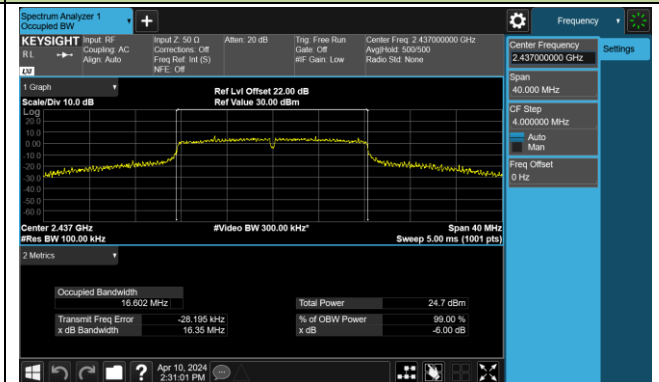 Spectrum Analyzer 1
Occupied BW
Frequency
KEYSIGHT
RL
LXI
Input: RF
Coupling: AC
Align: Auto
Input Z: 50 Ω
Corrections: Off
Freq Ref: Int (S)
NFE: Off
Atten: 20 dB
Trig: Free Run
Gate: Off
#IF Gain: Low
Center Freq: 2.437000000 GHz
Avg|Hold: 500/500
Radio Std: None
Center Frequency
2.437000000 GHz
Settings
Span
40.000 MHz
CF Step
4.000000 MHz
Auto
Man
Freq Offset
0 Hz
1 Graph
Scale/Div 10.0 dB
Ref Lvl Offset 22.00 dB
Ref Value 30.00 dBm
Log
20.0
10.0
0.00
-10.0
-20.0
-30.0
-40.0
-50.0
-60.0
Center 2.437 GHz
#Res BW 100.00 kHz
#Video BW 300.00 kHz*
Span 40 MHz
Sweep 5.00 ms (1001 pts)
2 Metrics
Occupied Bandwidth
16.602 MHz
Total Power 24.7 dBm
Transmit Freq Error -28.195 kHz
% of OBW Power 99.00 %
x dB Bandwidth 16.35 MHz
x dB -6.00 dB
?
Apr 10, 2024
2:31:01 PM